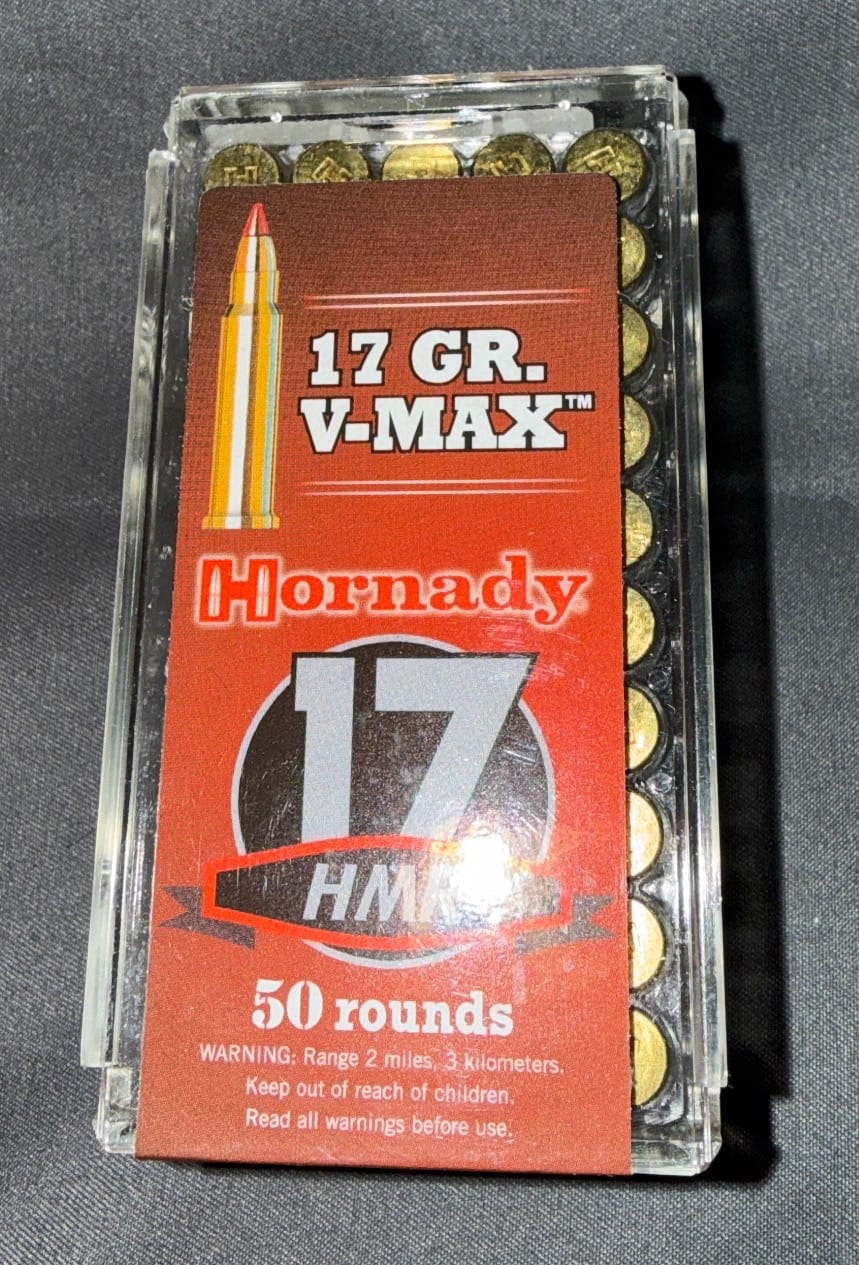 H
17 GR.
V-MAX™
Hornady
17
HMR
50 rounds
WARNING: Range 2 miles, 3 kilometers.
Keep out of reach of children.
Read all warnings before use.